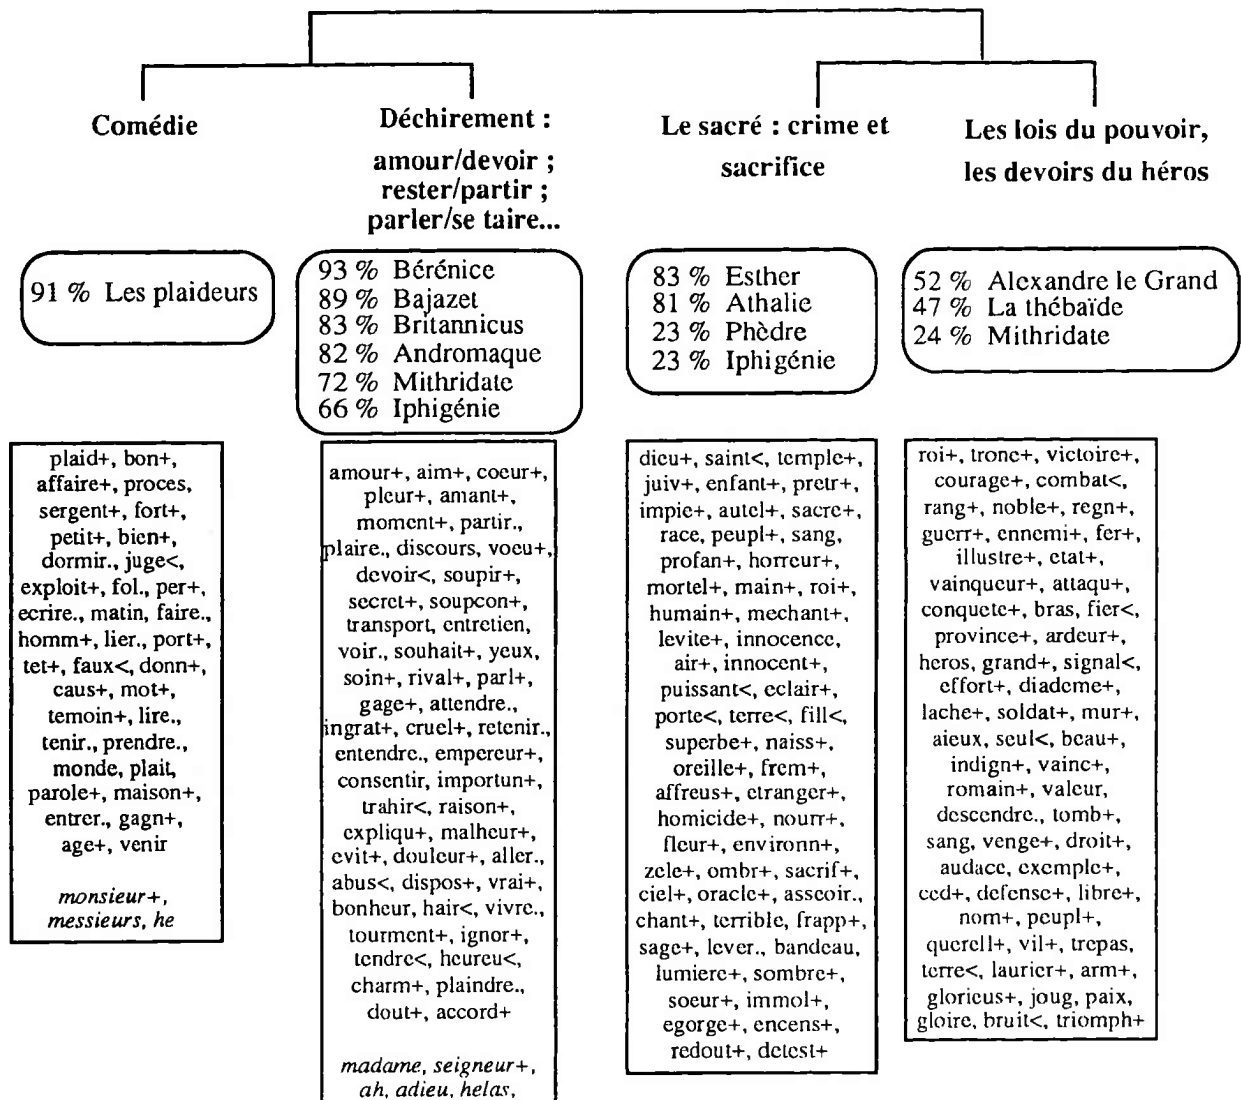 Comédie
Déchirement :
amour/devoir ;
rester/partir ;
parler/se taire...
Le sacré : crime et
sacrifice
Les lois du pouvoir,
les devoirs du héros
91 % Les plaideurs
93 % Bérénice
89 % Bajazet
83 % Britannicus
82 % Andromaque
72 % Mithridate
66 % Iphigénie
83 % Esther
81 % Athalie
23 % Phèdre
23 % Iphigénie
52 % Alexandre le Grand
47 % La thébaïde
24 % Mithridate
plaid+, bon+,
affaire+, proces,
sergent+, fort+,
petit+, bien+,
dormir., juge<,
exploit+, fol., per+,
ecrire., matin, faire.,
homm+, lier., port+,
tet+, faux<, donn+,
caus+, mot+,
temoin+, lire.,
tenir., prendre.,
monde, plait,
parole+, maison+,
entrer., gagn+,
age+, venir
monsieur+,
messieurs, he
amour+, aim+, coeur+,
pleur+, amant+,
moment+, partir.,
plaire., discours, voeu+,
devoir<, soupir+,
secret+, soupcon+,
transport, entretien,
voir., souhait+, yeux,
soin+, rival+, parl+,
gage+, attendre.,
ingrat+, cruel+, retenir.,
entendre., empereur+,
consentir, importun+,
trahir<, raison+,
expliqu+, malheur+,
evit+, douleur+, aller.,
abus<, dispos+, vrai+,
bonheur, hair<, vivre.,
tourment+, ignor+,
tendre<, heureu<,
charm+, plaindre.,
dout+, accord+
madame, seigneur+,
ah, adieu, helas,
dieu+, saint<, temple+,
juiv+, enfant+, pretr+,
impie+, autel+, sacre+,
race, peupl+, sang,
profan+, horreur+,
mortel+, main+, roi+,
humain+, mechant+,
levite+, innocence,
air+, innocent+,
puissant<, eclair+,
porte<, terre<, fill<,
superbe+, naiss+,
oreille+, frem+,
affreus+, etranger+,
homicide+, nourr+,
fleur+, environn+,
zele+, ombr+, sacrif+,
ciel+, oracle+, asseoir.,
chant+, terrible, frapp+,
sage+, lever., bandeau,
lumiere+, sombre+,
soeur+, immol+,
egorge+, encens+,
redout+, detest+
roi+, trone+, victoire+,
courage+, combat<,
rang+, noble+, regn+,
guerr+, ennemi+, fer+,
illustre+, etat+,
vainqueur+, attaqu+,
conquete+, bras, fier<,
province+, ardeur+,
heros, grand+, signal<,
effort+, diademe+,
lache+, soldat+, mur+,
aieux, seul<, beau+,
indign+, vainc+,
romain+, valeur,
descendre., tomb+,
sang, venge+, droit+,
audace, exemple+,
ced+, defense+, libre+,
nom+, peupl+,
querell+, vil+, trepas,
terre<, laurier+, arm+,
glorieus+, joug, paix,
gloire, bruit<, triomph+